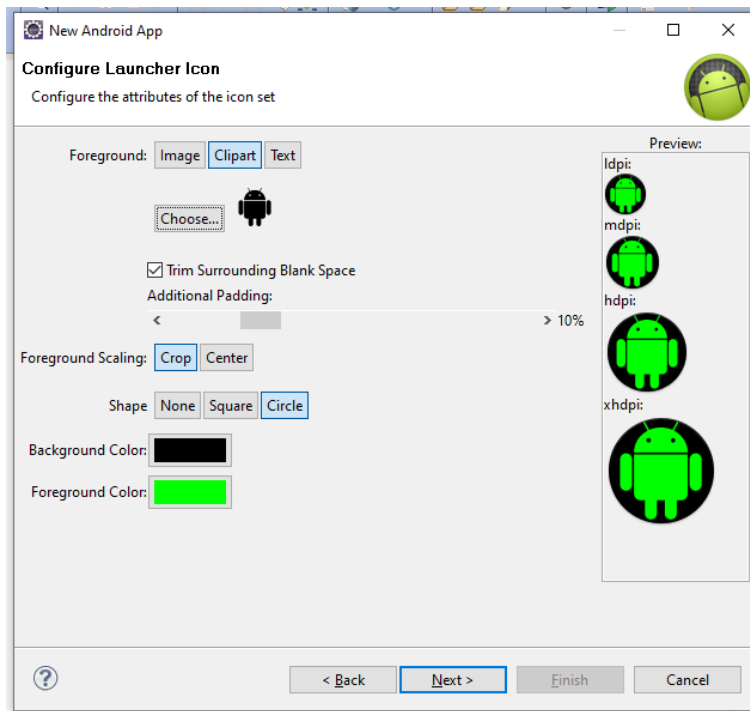 New Android App
Configure Launcher Icon
Configure the attributes of the icon set
Foreground: Image Clipart Text
Choose...
Trim Surrounding Blank Space
Additional Padding:
< > 10%
Foreground Scaling: Crop Center
Shape None Square Circle
Background Color:
Foreground Color:
Preview:
ldpi:
mdpi:
hdpi:
xhdpi:
? < Back Next > Finish Cancel